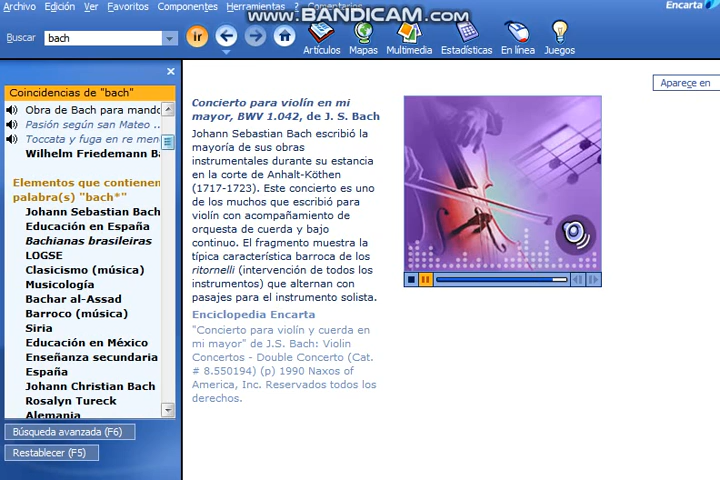 Archivo Edición Ver Favoritos Componentes Herramientas ? Comentarios
www.BANDICAM.com
Encarta
Buscar bach ir
Artículos Mapas Multimedia Estadísticas En línea Juegos
Coincidencias de "bach"
Obra de Bach para mando
Pasión según san Mateo ...
Toccata y fuga en re men
Wilhelm Friedemann Ba
Elementos que contienen
palabra(s) "bach*"
Johann Sebastian Bach
Educación en España
Bachianas brasileiras
LOGSE
Clasicismo (música)
Musicología
Bachar al-Assad
Barroco (música)
Siria
Educación en México
Enseñanza secundaria
España
Johann Christian Bach
Rosalyn Tureck
Alemania
Búsqueda avanzada (F6)
Restablecer (F5)
Aparece en
Concierto para violín en mi
mayor, BWV 1.042, de J. S. Bach
Johann Sebastian Bach escribió la
mayoría de sus obras
instrumentales durante su estancia
en la corte de Anhalt-Köthen
(1717-1723). Este concierto es uno
de los muchos que escribió para
violín con acompañamiento de
orquesta de cuerda y bajo
continuo. El fragmento muestra la
típica característica barroca de los
ritornelli (intervención de todos los
instrumentos) que alternan con
pasajes para el instrumento solista.
Enciclopedia Encarta
"Concierto para violín y cuerda en
mi mayor" de J.S. Bach: Violin
Concertos - Double Concerto (Cat.
# 8.550194) (p) 1990 Naxos of
America, Inc. Reservados todos los
derechos.